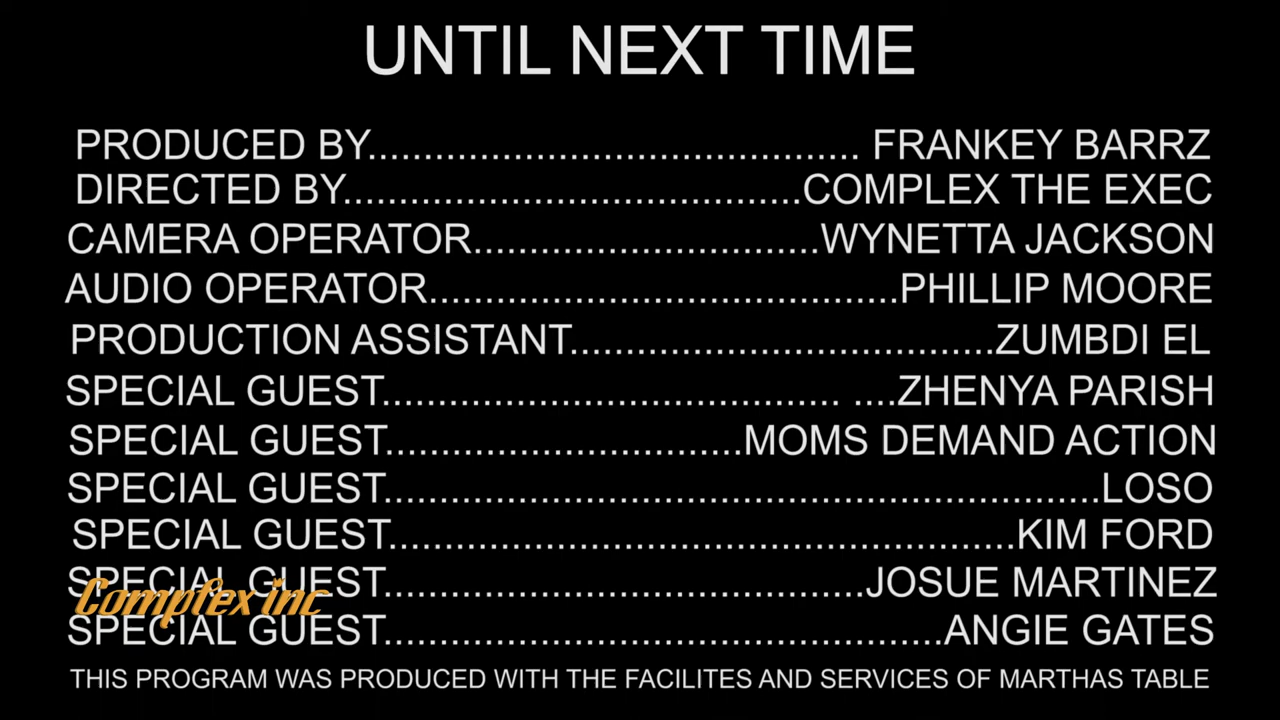 UNTIL NEXT TIME
PRODUCED BY............................................ FRANKEY BARRZ
DIRECTED BY.........................................COMPLEX THE EXEC
CAMERA OPERATOR...............................WYNETTA JACKSON
AUDIO OPERATOR..........................................PHILLIP MOORE
PRODUCTION ASSISTANT......................................ZUMBDI EL
SPECIAL GUEST......................................... ....ZHENYA PARISH
SPECIAL GUEST................................MOMS DEMAND ACTION
SPECIAL GUEST................................................................LOSO
SPECIAL GUEST........................................................KIM FORD
SPECIAL GUEST...........................................JOSUE MARTINEZ
Complex inc
SPECIAL GUEST..................................................ANGIE GATES
THIS PROGRAM WAS PRODUCED WITH THE FACILITES AND SERVICES OF MARTHAS TABLE